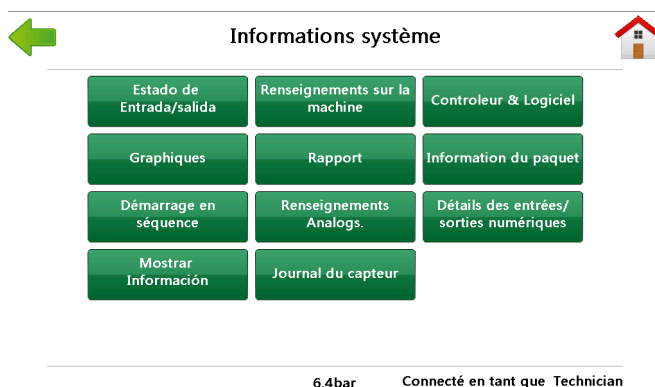 Informations système
Estado de
Entrada/salida
Renseignements sur la
machine
Controleur & Logiciel
Graphiques
Rapport
Information du paquet
Démarrage en
séquence
Renseignements
Analogs.
Détails des entrées/
sorties numériques
Mostrar
Información
Journal du capteur
6.4bar
Connecté en tant que Technician